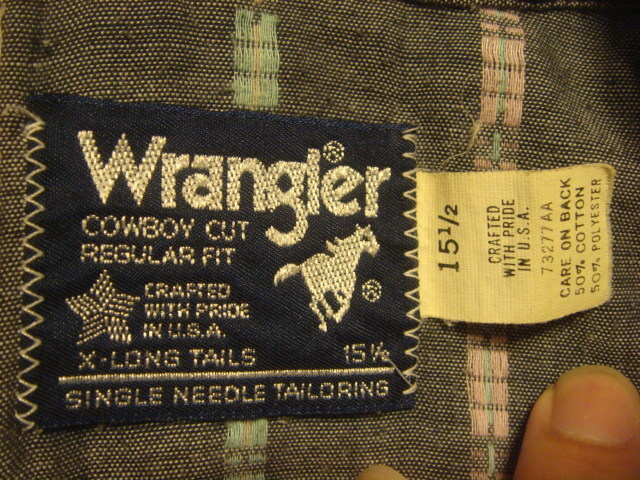 Wrangler®
COWBOY CUT
REGULAR FIT
®
CRAFTED
WITH PRIDE
IN U.S.A.
X-LONG TAILS 15½
SINGLE NEEDLE TAILORING
15½
CRAFTED
WITH PRIDE
IN U.S.A.
73277AA
CARE ON BACK
50% COTTON
50% POLYESTER